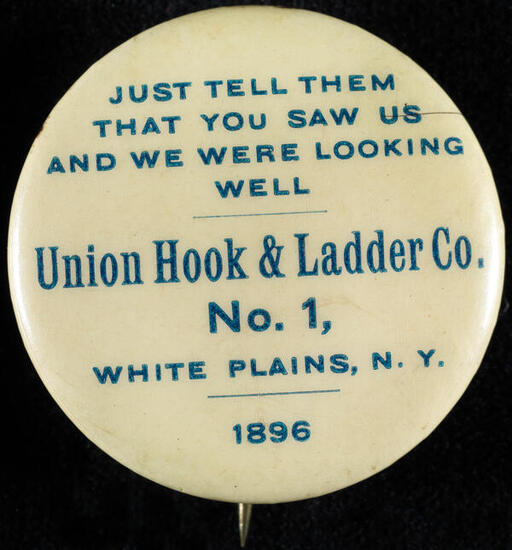 JUST TELL THEM
THAT YOU SAW US
AND WE WERE LOOKING
WELL
Union Hook & Ladder Co.
No. 1,
WHITE PLAINS, N. Y.
1896